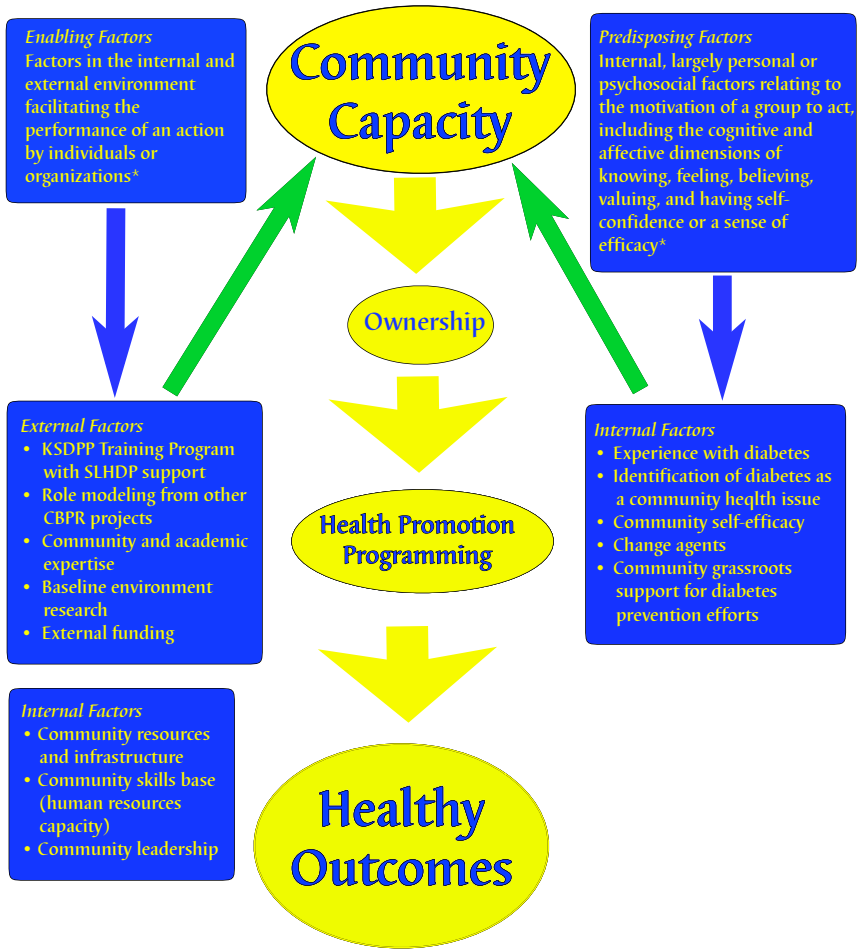 Enabling Factors
Factors in the internal and
external environment
facilitating the
performance of an action
by individuals or
organizations*
Community
Capacity
Predisposing Factors
Internal, largely personal or
psychosocial factors relating to
the motivation of a group to act,
including the cognitive and
affective dimensions of
knowing, feeling, believing,
valuing, and having self-
confidence or a sense of
efficacy*
Ownership
External Factors
• KSDPP Training Program
with SLHDP support
• Role modeling from other
CBPR projects
• Community and academic
expertise
• Baseline environment
research
• External funding
Health Promotion
Programming
Internal Factors
• Experience with diabetes
• Identification of diabetes as
a community heqlth issue
• Community self-efficacy
• Change agents
• Community grassroots
support for diabetes
prevention efforts
Internal Factors
• Community resources
and infrastructure
• Community skills base
(human resources
capacity)
• Community leadership
Healthy
Outcomes